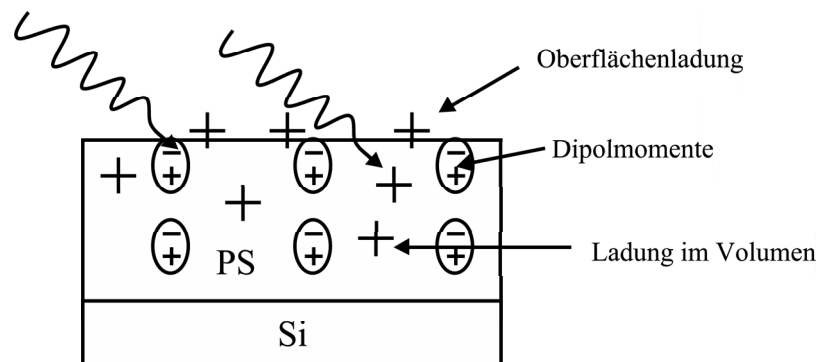 Oberflächenladung
Dipolmomente
Ladung im Volumen
PS
Si